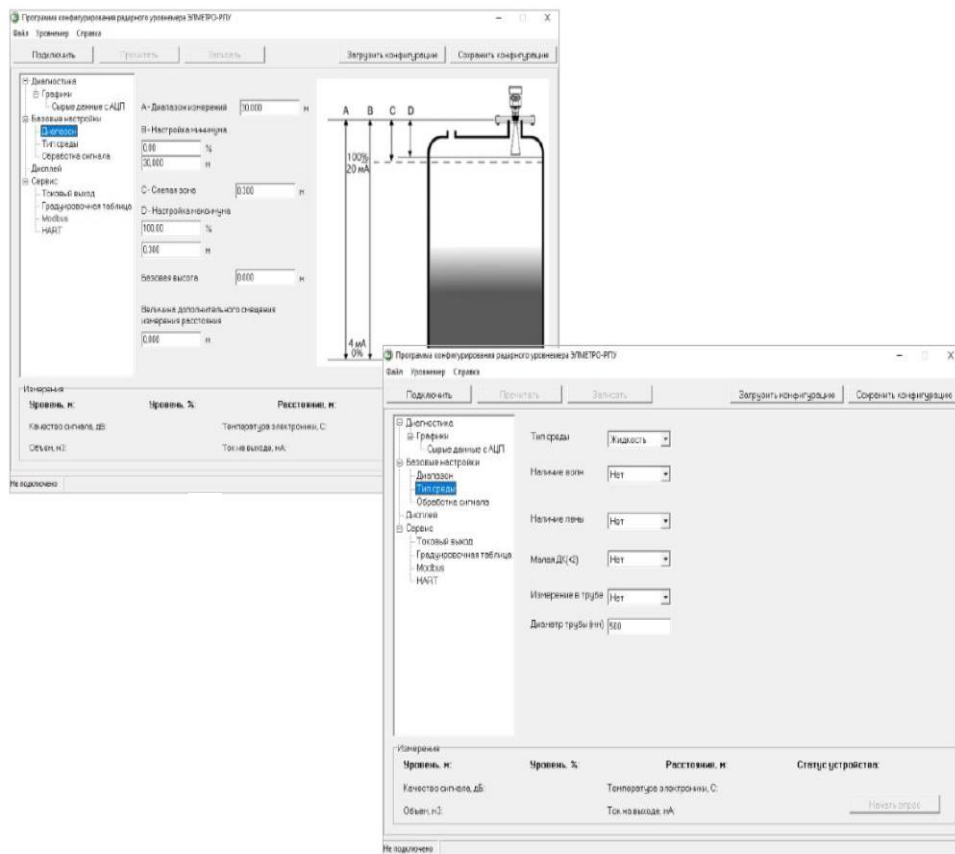 Программа конфигурирования радарного уровнемера ЭЛМЕТРО-РПУ
Файл Уровнемер Справка
Подключить Прочитать Записать Загрузить конфигурацию Сохранить конфигурацию
Диагностика
Графики
Сырые данные с АЦП
Базовые настройки
Диапазон
Тип среды
Обработка сигнала
Дисплей
Сервис
Токовый выход
Градуировочная таблица
Modbus
HART
A - Диапазон измерений 30.000 м
B - Настройка минимума
0,00 %
30,000 м
C - Слепая зона 0.300 м
D - Настройка максимума
100.00 %
0,300 м
Базовая высота 0.000 м
Величина дополнительного смещения
измерения расстояния
0,000 м
A B C D
100%
20 мА
4 мА
0%
Измерения
Уровень, м: Уровень, %: Расстояние, м:
Качество сигнала, дБ: Температура электроники, С:
Объем, м3: Ток на выходе, мА:
Не подключено
Программа конфигурирования радарного уровнемера ЭЛМЕТРО-РПУ
Файл Уровнемер Справка
Подключить Прочитать Записать Загрузить конфигурацию Сохранить конфигурацию
Диагностика
Графики
Сырые данные с АЦП
Базовые настройки
Диапазон
Тип среды
Обработка сигнала
Дисплей
Сервис
Токовый выход
Градуировочная таблица
Modbus
HART
Тип среды Жидкость
Наличие волн Нет
Наличие пены Нет
Малая ДК(<2) Нет
Измерение в трубе Нет
Диаметр трубы (мм) 500
Измерения
Уровень, м: Уровень, %: Расстояние, м: Статус устройства:
Качество сигнала, дБ: Температура электроники, С:
Объем, м3: Ток на выходе, мА: Начать опрос
Не подключено